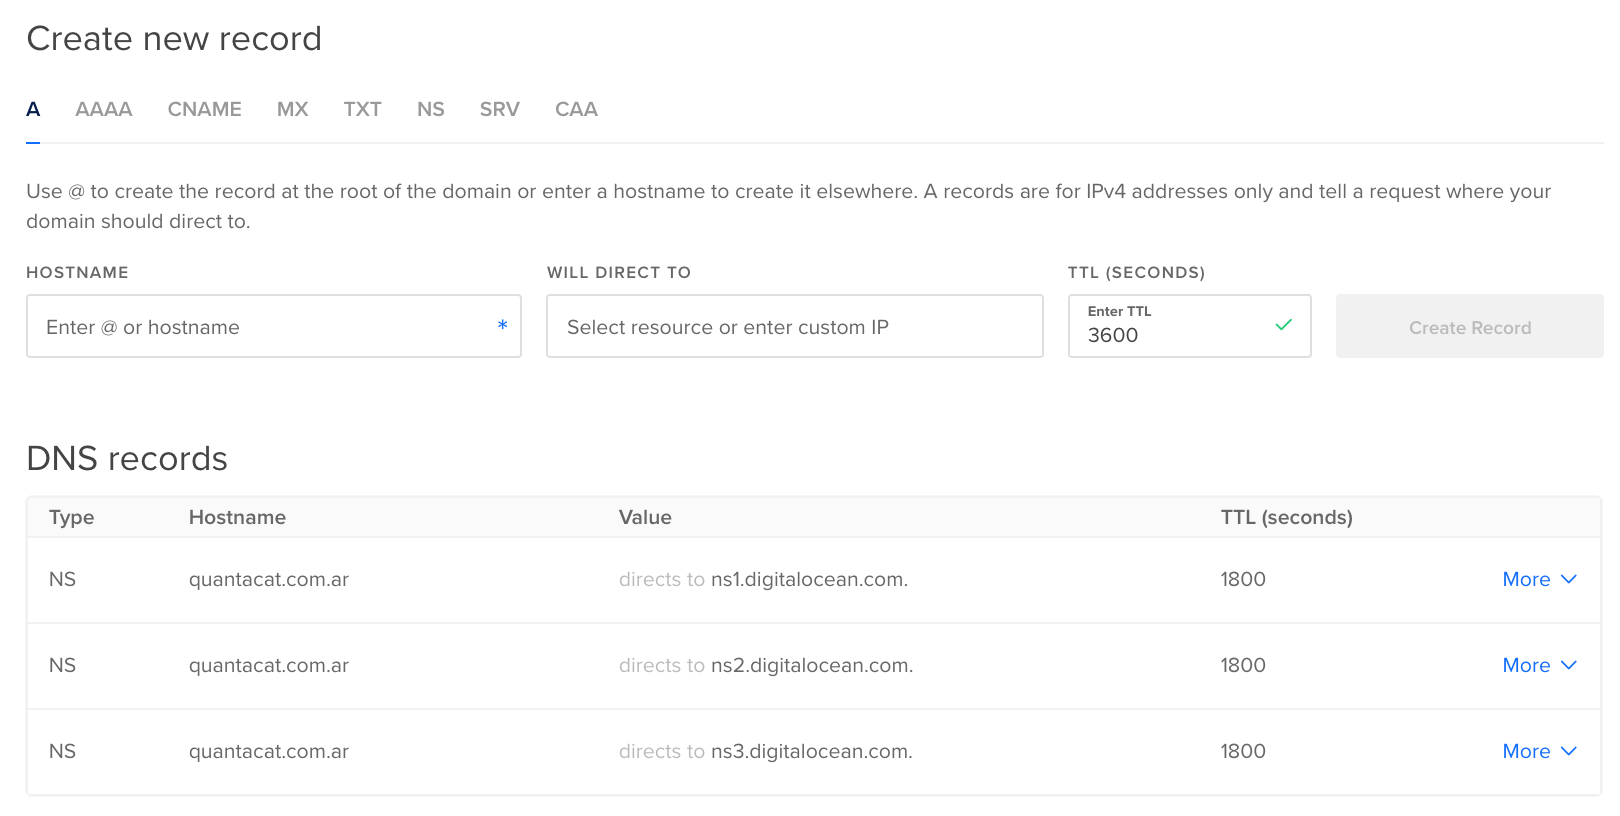 Create new record
A AAAA CNAME MX TXT NS SRV CAA
Use @ to create the record at the root of the domain or enter a hostname to create it elsewhere. A records are for IPv4 addresses only and tell a request where your
domain should direct to.
HOSTNAME WILL DIRECT TO TTL (SECONDS)
Enter @ or hostname * Select resource or enter custom IP Enter TTL
3600 Create Record
DNS records
Type Hostname Value TTL (seconds)
NS quantacat.com.ar directs to ns1.digitalocean.com. 1800 More
NS quantacat.com.ar directs to ns2.digitalocean.com. 1800 More
NS quantacat.com.ar directs to ns3.digitalocean.com. 1800 More